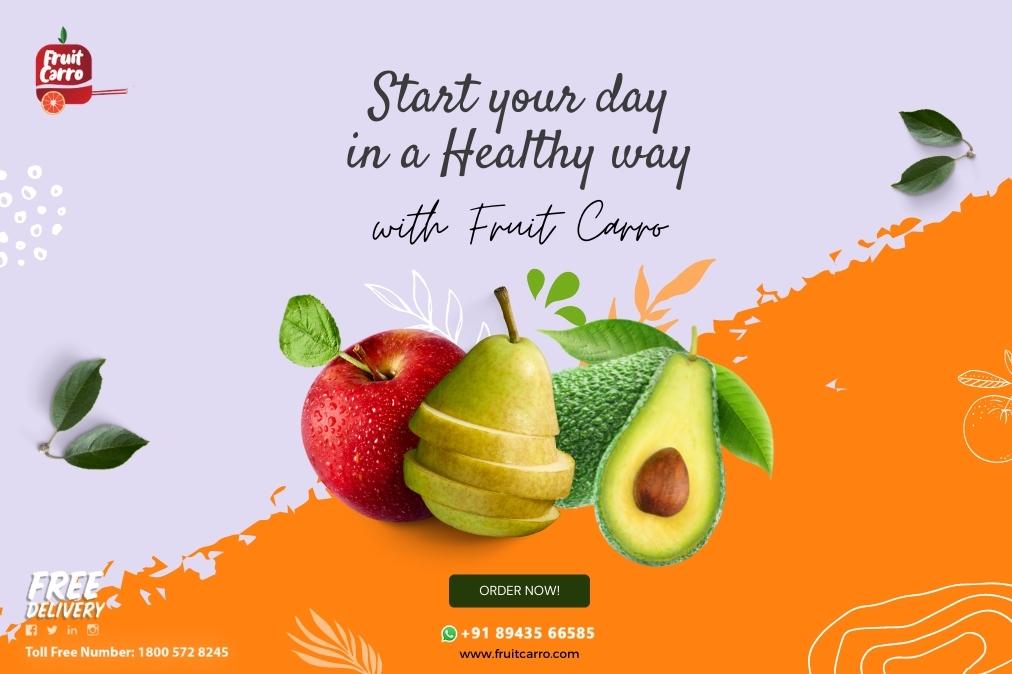 Fruit
Carro
Start your day
in a Healthy way
with Fruit Carro
FREE
DELIVERY
Toll Free Number: 1800 572 8245
ORDER NOW!
+91 89435 66585
www.fruitcarro.com